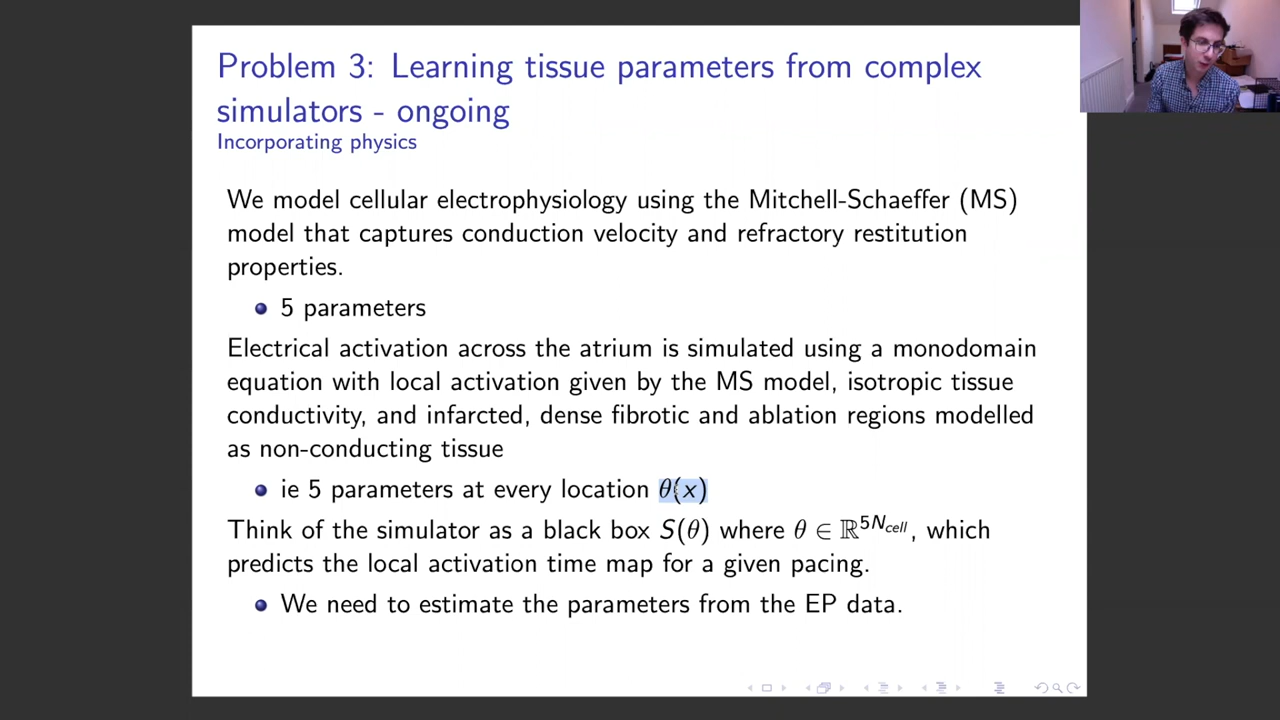 Problem 3: Learning tissue parameters from complex
simulators - ongoing
Incorporating physics
We model cellular electrophysiology using the Mitchell-Schaeffer (MS)
model that captures conduction velocity and refractory restitution
properties.
5 parameters
Electrical activation across the atrium is simulated using a monodomain
equation with local activation given by the MS model, isotropic tissue
conductivity, and infarcted, dense fibrotic and ablation regions modelled
as non-conducting tissue
ie 5 parameters at every location θ(x)
Think of the simulator as a black box S(θ) where θ ∈ ℝ^{5N_{cell}}, which
predicts the local activation time map for a given pacing.
We need to estimate the parameters from the EP data.